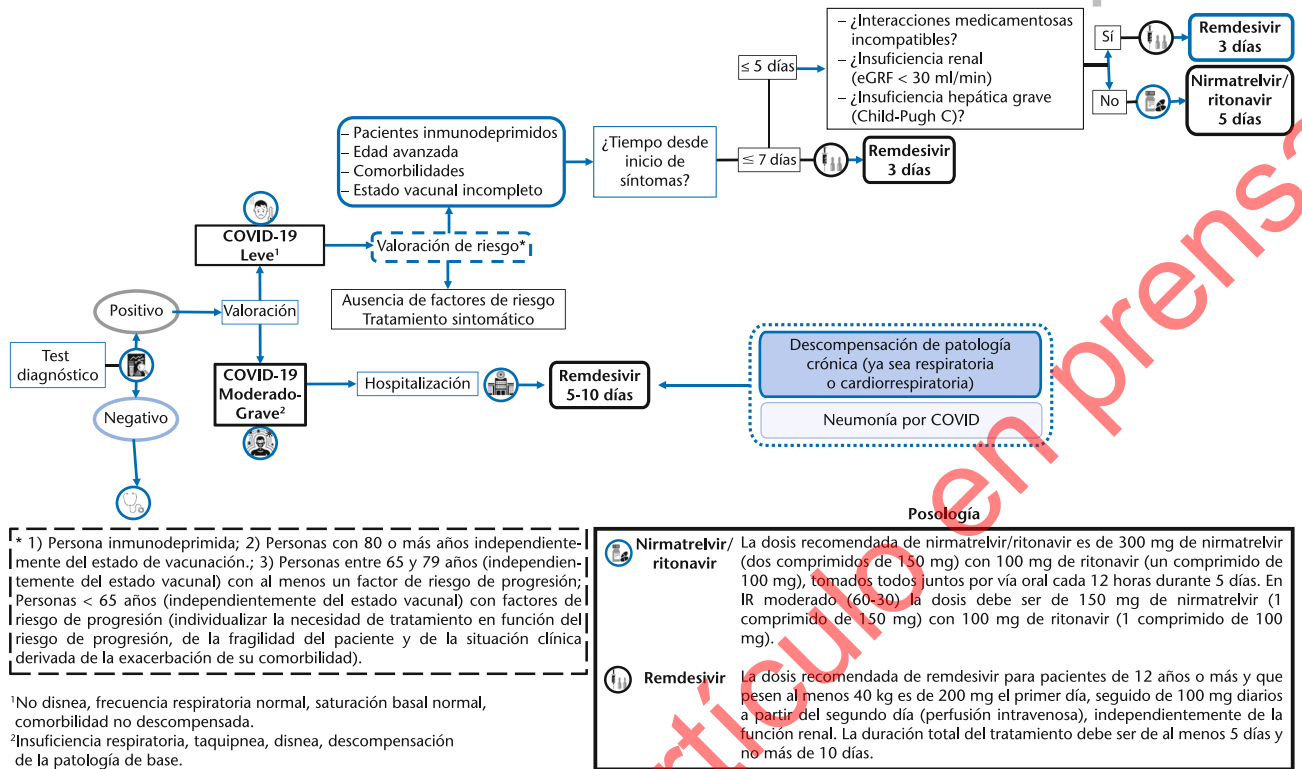 – ¿Interacciones medicamentosas
incompatibles?
– ¿Insuficiencia renal
(eGRF < 30 ml/min)
– ¿Insuficiencia hepática grave
(Child-Pugh C)?
≤ 5 días
Sí
Remdesivir
3 días
No
Nirmatrelvir/
ritonavir
5 días
– Pacientes inmunodeprimidos
– Edad avanzada
– Comorbilidades
– Estado vacunal incompleto
¿Tiempo desde
inicio de
síntomas?
≤ 7 días
Remdesivir
3 días
COVID-19
Leve1
Valoración de riesgo*
Ausencia de factores de riesgo
Tratamiento sintomático
Positivo
Valoración
Test
diagnóstico
Negativo
COVID-19
Moderado-
Grave2
Hospitalización
Remdesivir
5-10 días
Descompensación de patología
crónica (ya sea respiratoria
o cardiorrespiratoria)
Neumonía por COVID
* 1) Persona inmunodeprimida; 2) Personas con 80 o más años independiente-
mente del estado de vacunación.; 3) Personas entre 65 y 79 años (independien-
temente del estado vacunal) con al menos un factor de riesgo de progresión;
Personas < 65 años (independientemente del estado vacunal) con factores de
riesgo de progresión (individualizar la necesidad de tratamiento en función del
riesgo de progresión, de la fragilidad del paciente y de la situación clínica
derivada de la exacerbación de su comorbilidad).
1No disnea, frecuencia respiratoria normal, saturación basal normal,
comorbilidad no descompensada.
2Insuficiencia respiratoria, taquipnea, disnea, descompensación
de la patología de base.
Posología
Nirmatrelvir/
ritonavir
La dosis recomendada de nirmatrelvir/ritonavir es de 300 mg de nirmatrelvir
(dos comprimidos de 150 mg) con 100 mg de ritonavir (un comprimido de
100 mg), tomados todos juntos por vía oral cada 12 horas durante 5 días. En
IR moderado (60-30) la dosis debe ser de 150 mg de nirmatrelvir (1
comprimido de 150 mg) con 100 mg de ritonavir (1 comprimido de 100
mg).
Remdesivir
La dosis recomendada de remdesivir para pacientes de 12 años o más y que
pesen al menos 40 kg es de 200 mg el primer día, seguido de 100 mg diarios
a partir del segundo día (perfusión intravenosa), independientemente de la
función renal. La duración total del tratamiento debe ser de al menos 5 días y
no más de 10 días.
rtículo en prensa